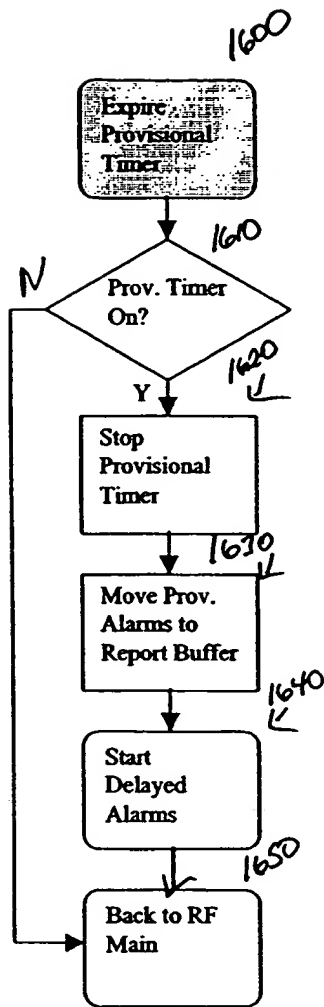 1600
Expire
Provisional
Timer
1610
N
Prov. Timer
On?
1620
Y
Stop
Provisional
Timer
1630
Move Prov.
Alarms to
Report Buffer
1640
Start
Delayed
Alarms
1650
Back to RF
Main